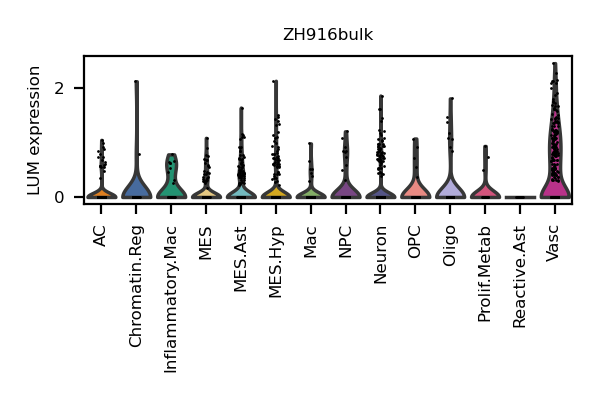 ZH916bulk
LUM expression
2
0
AC
Chromatin.Reg
Inflammatory.Mac
MES
MES.Ast
MES.Hyp
Mac
NPC
Neuron
OPC
Oligo
Prolif.Metab
Reactive.Ast
Vasc